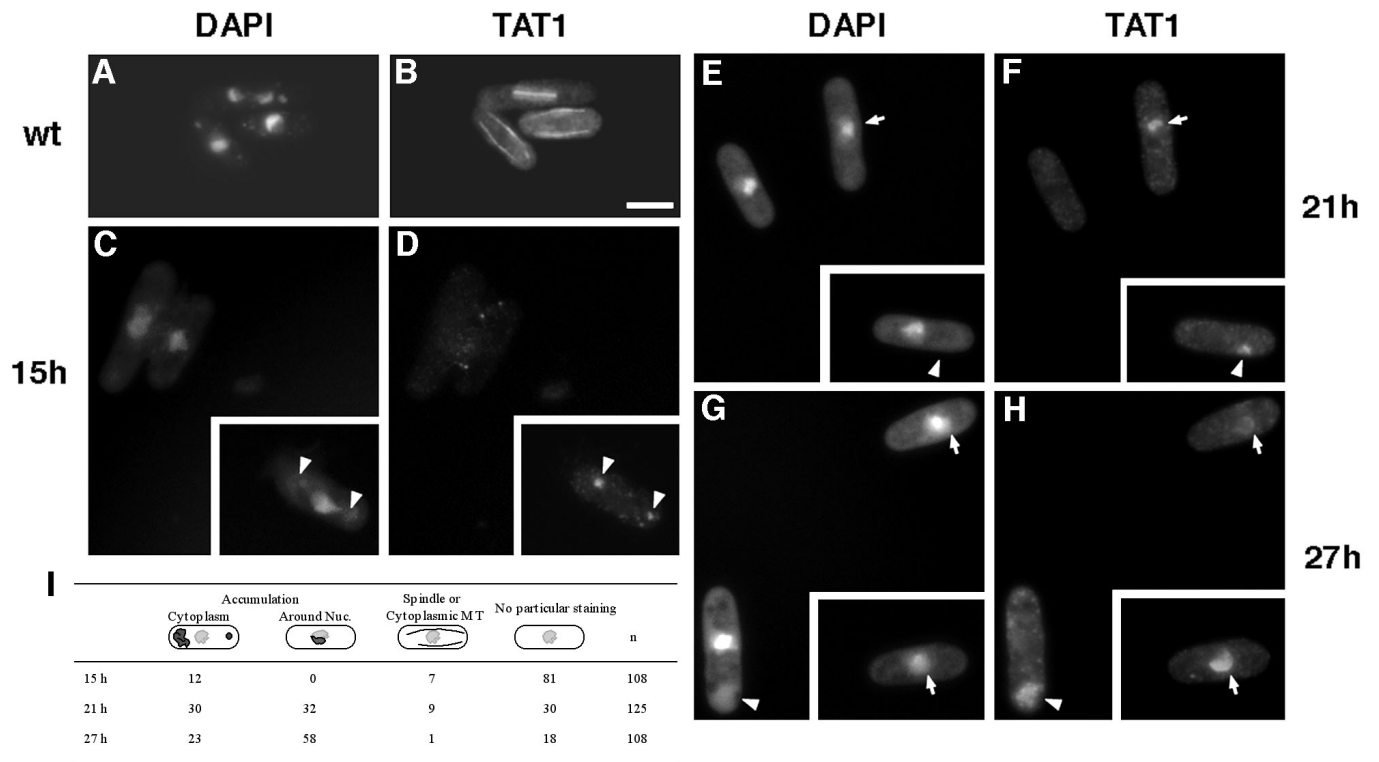 DAPI TAT1 DAPI TAT1
A B E F
wt
21h
C D
15h
G H
27h
I
Accumulation Spindle or
Cytoplasm Around Nuc. Cytoplasmic MT No particular staining
n
15 h 12 0 7 81 108
21 h 30 32 9 30 125
27 h 23 58 1 18 108